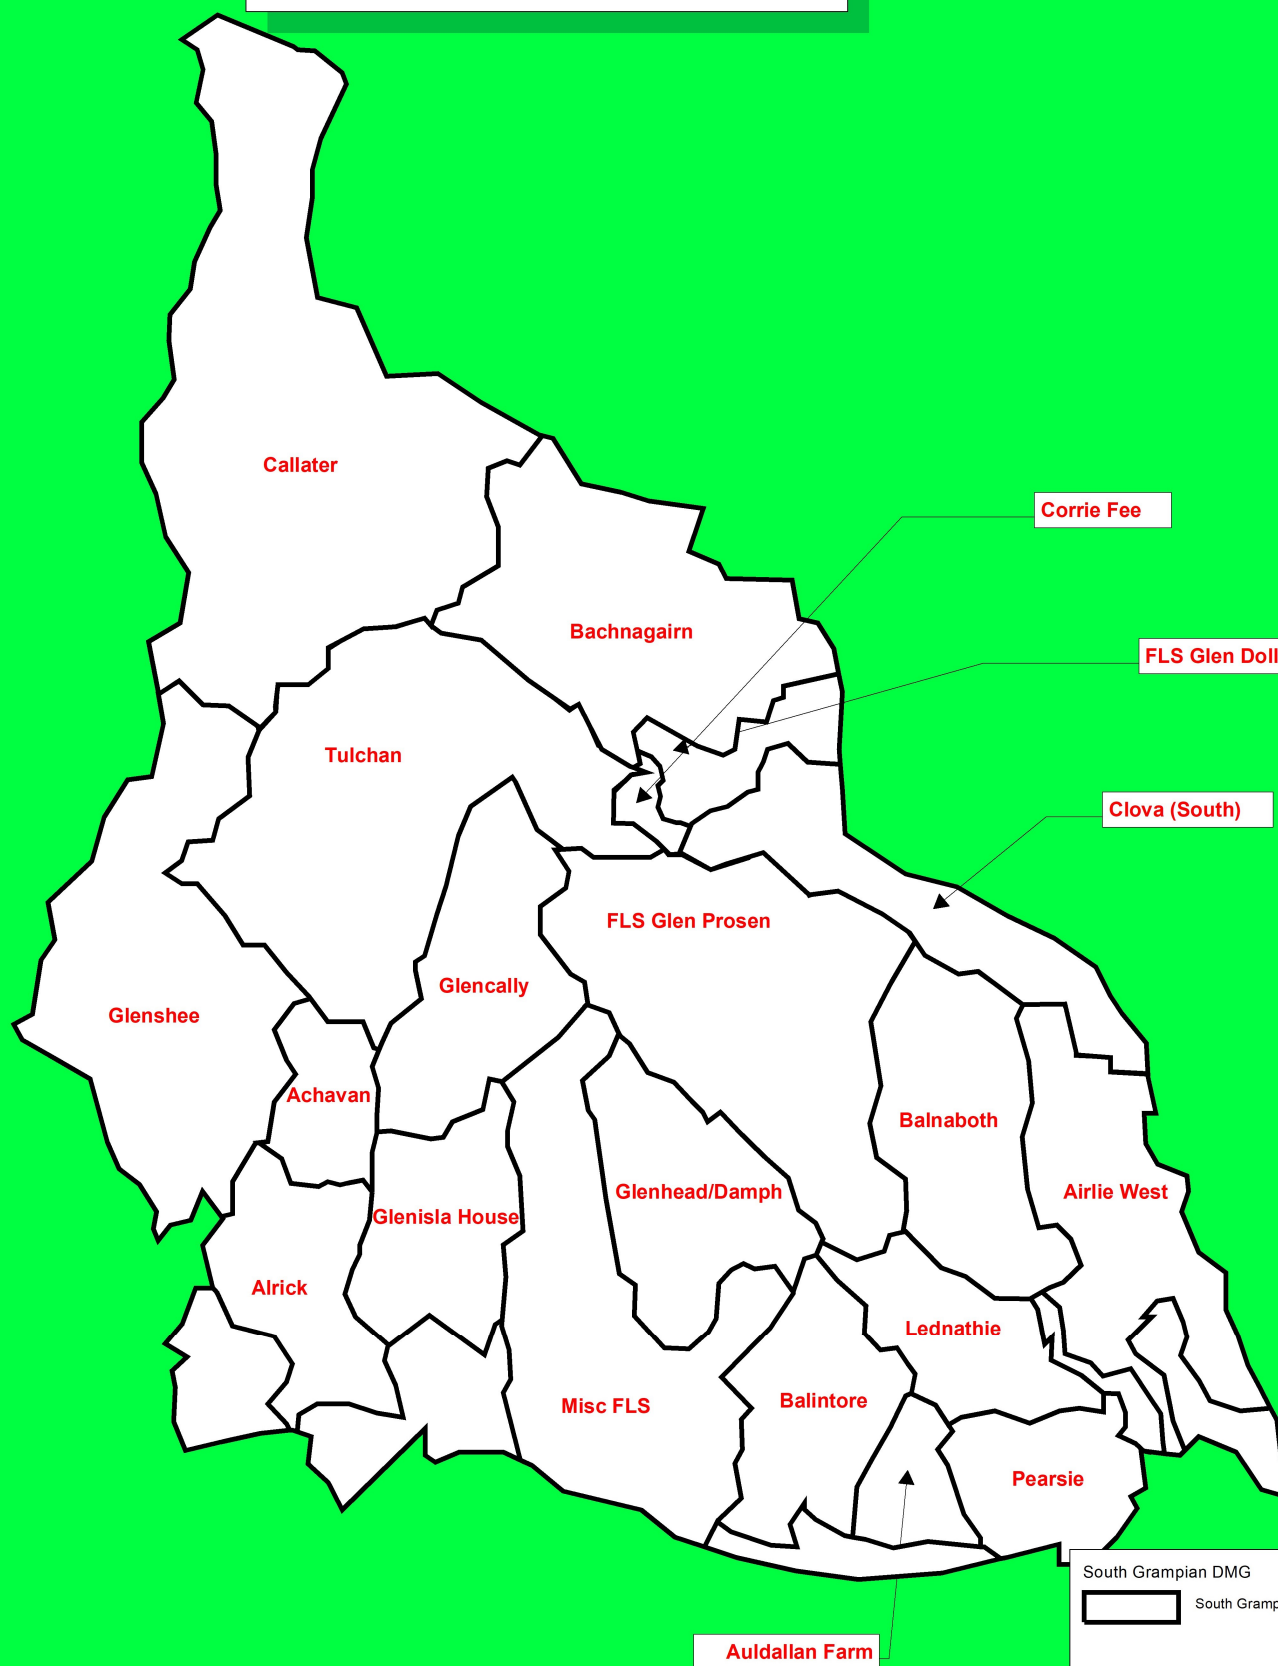 Callater
Corrie Fee
Bachnagairn
FLS Glen Doll
Tulchan
Clova (South)
FLS Glen Prosen
Glencally
Glenshee
Achavan
Balnaboth
Glenhead/Damph
Airlie West
Glenisla House
Alrick
Lednathie
Balintore
Misc FLS
Pearsie
South Grampian DMG
South Gramp
Auldallan Farm